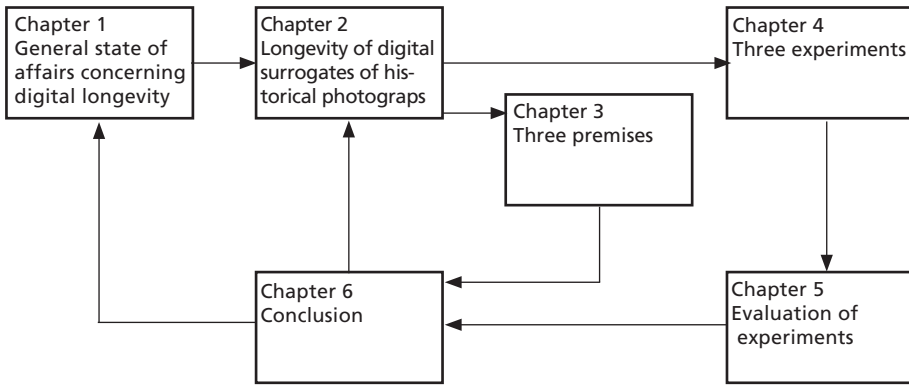 Chapter 1
General state of
affairs concerning
digital longevity
Chapter 2
Longevity of digital
surrogates of his-
torical photograps
Chapter 4
Three experiments
Chapter 3
Three premises
Chapter 6
Conclusion
Chapter 5
Evaluation of
experiments